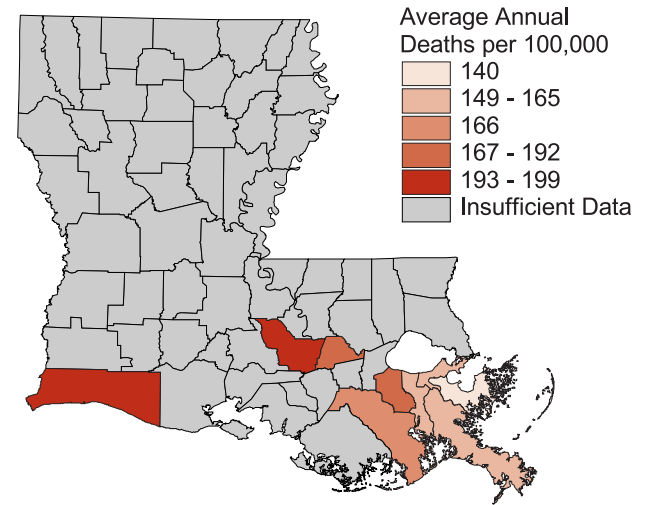 Average Annual
Deaths per 100,000
140
149 - 165
166
167 - 192
193 - 199
Insufficient Data